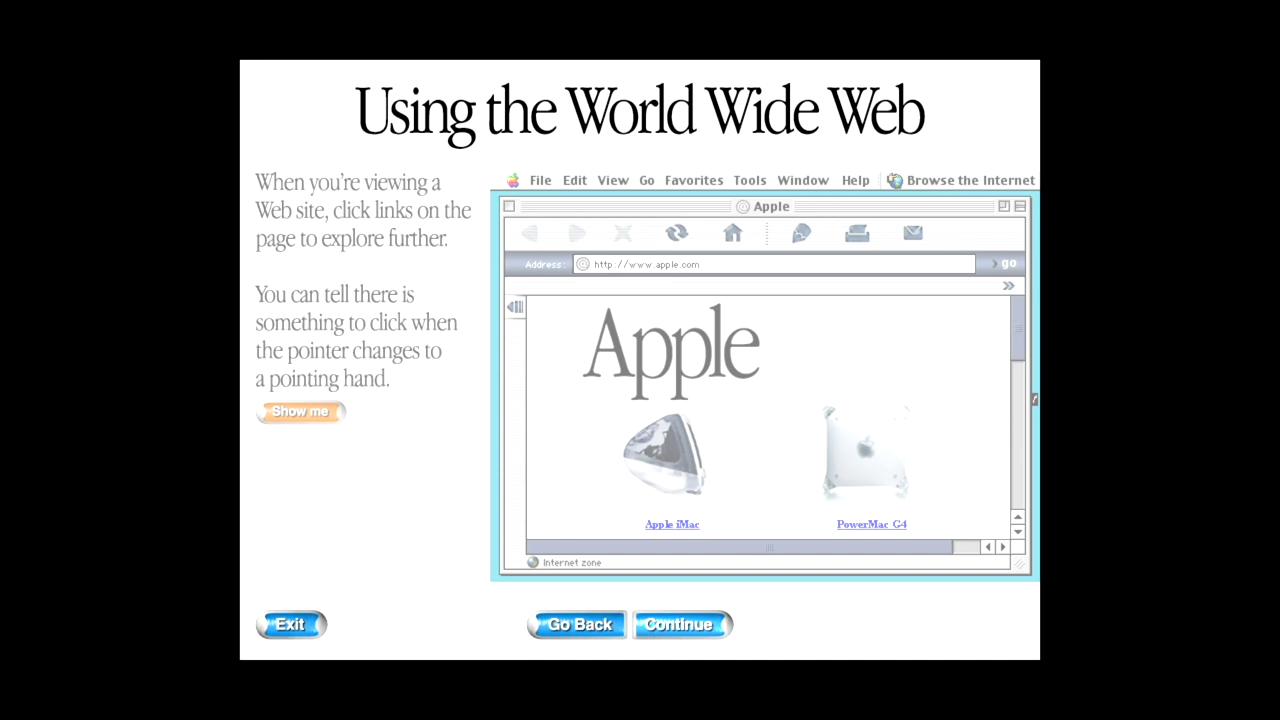 Using the World Wide Web
When you're viewing a
Web site, click links on the
page to explore further.
You can tell there is
something to click when
the pointer changes to
a pointing hand.
Show me
File Edit View Go Favorites Tools Window Help Browse the Internet
Apple
Address: http://www.apple.com go
Apple
Apple iMac PowerMac G4
Internet zone
Exit Go Back Continue